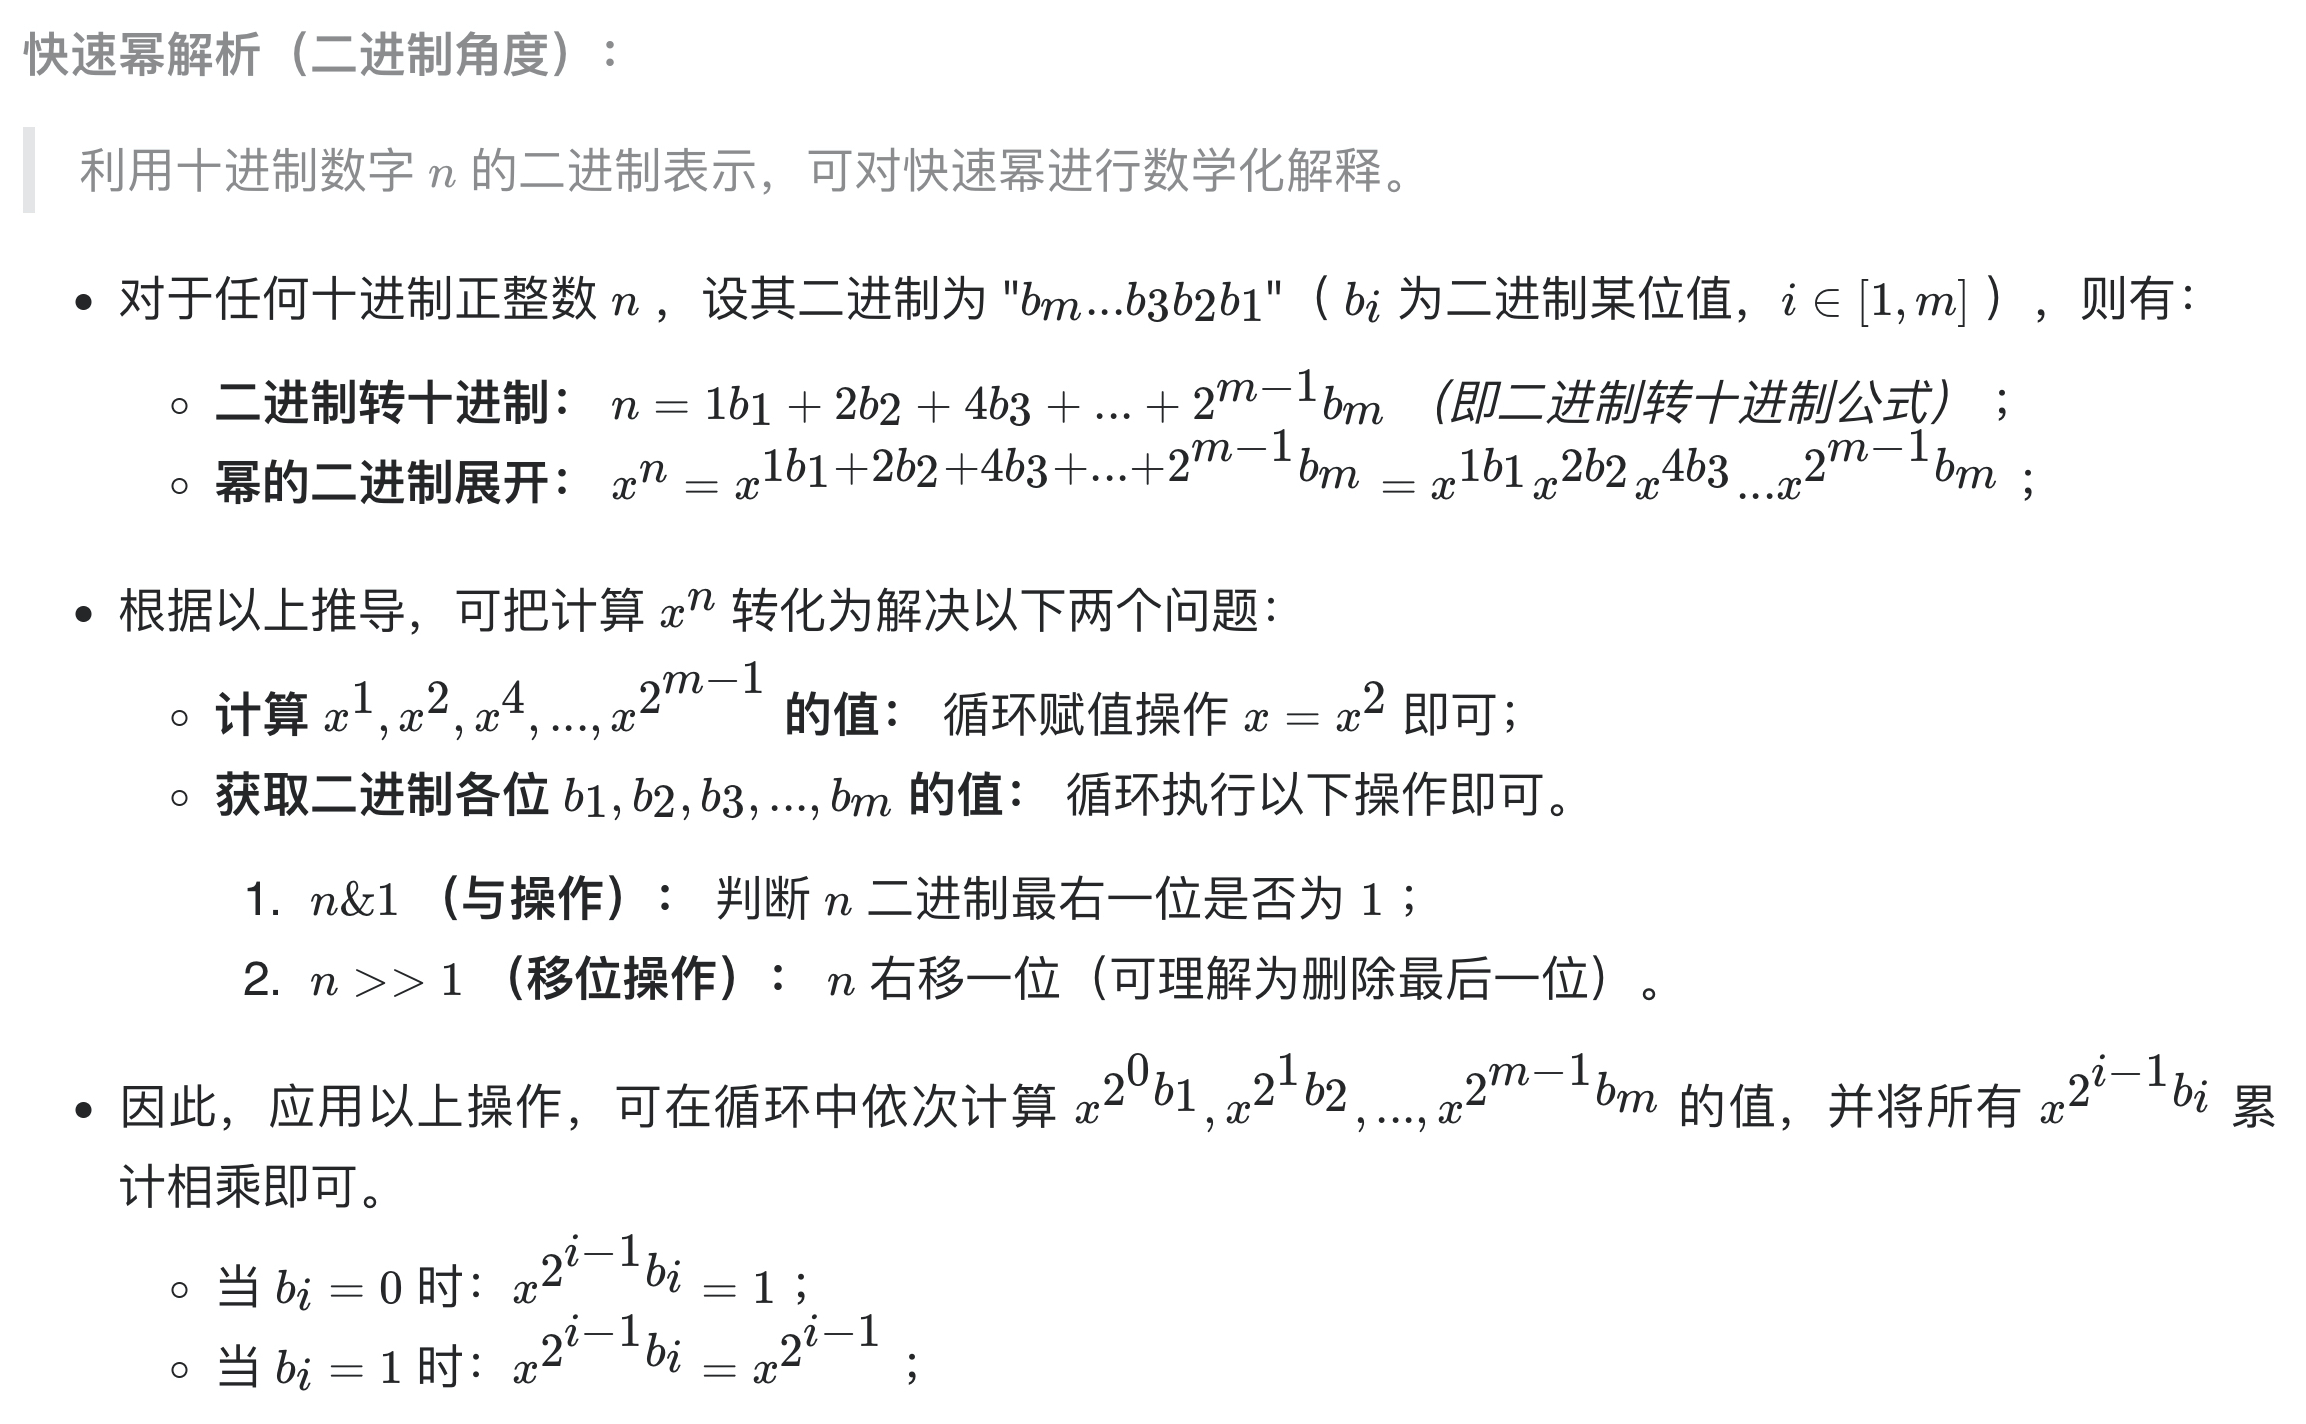 快速幂解析（二进制角度）：
利用十进制数字 n 的二进制表示，可对快速幂进行数学化解释。
• 对于任何十进制正整数 n ，设其二进制为 "b_m...b_3b_2b_1"（ b_i 为二进制某位值，i ∈ [1, m] ），则有：
◦ 二进制转十进制： n = 1b_1 + 2b_2 + 4b_3 + ... + 2^{m−1}b_m （即二进制转十进制公式） ；
◦ 幂的二进制展开： x^n = x^{1b_1+2b_2+4b_3+...+2^{m−1}b_m} = x^{1b_1}x^{2b_2}x^{4b_3}...x^{2^{m−1}b_m} ；
• 根据以上推导，可把计算 x^n 转化为解决以下两个问题：
◦ 计算 x^1, x^2, x^4, ..., x^{2^{m−1}} 的值： 循环赋值操作 x = x^2 即可；
◦ 获取二进制各位 b_1, b_2, b_3, ..., b_m 的值： 循环执行以下操作即可。
1. n&1 （与操作）： 判断 n 二进制最右一位是否为 1 ；
2. n >> 1 （移位操作）： n 右移一位（可理解为删除最后一位）。
• 因此，应用以上操作，可在循环中依次计算 x^{2^0b_1}, x^{2^1b_2}, ..., x^{2^{m−1}b_m} 的值，并将所有 x^{2^{i−1}b_i} 累
计相乘即可。
◦ 当 b_i = 0 时：x^{2^{i−1}b_i} = 1 ；
◦ 当 b_i = 1 时：x^{2^{i−1}b_i} = x^{2^{i−1}} ；